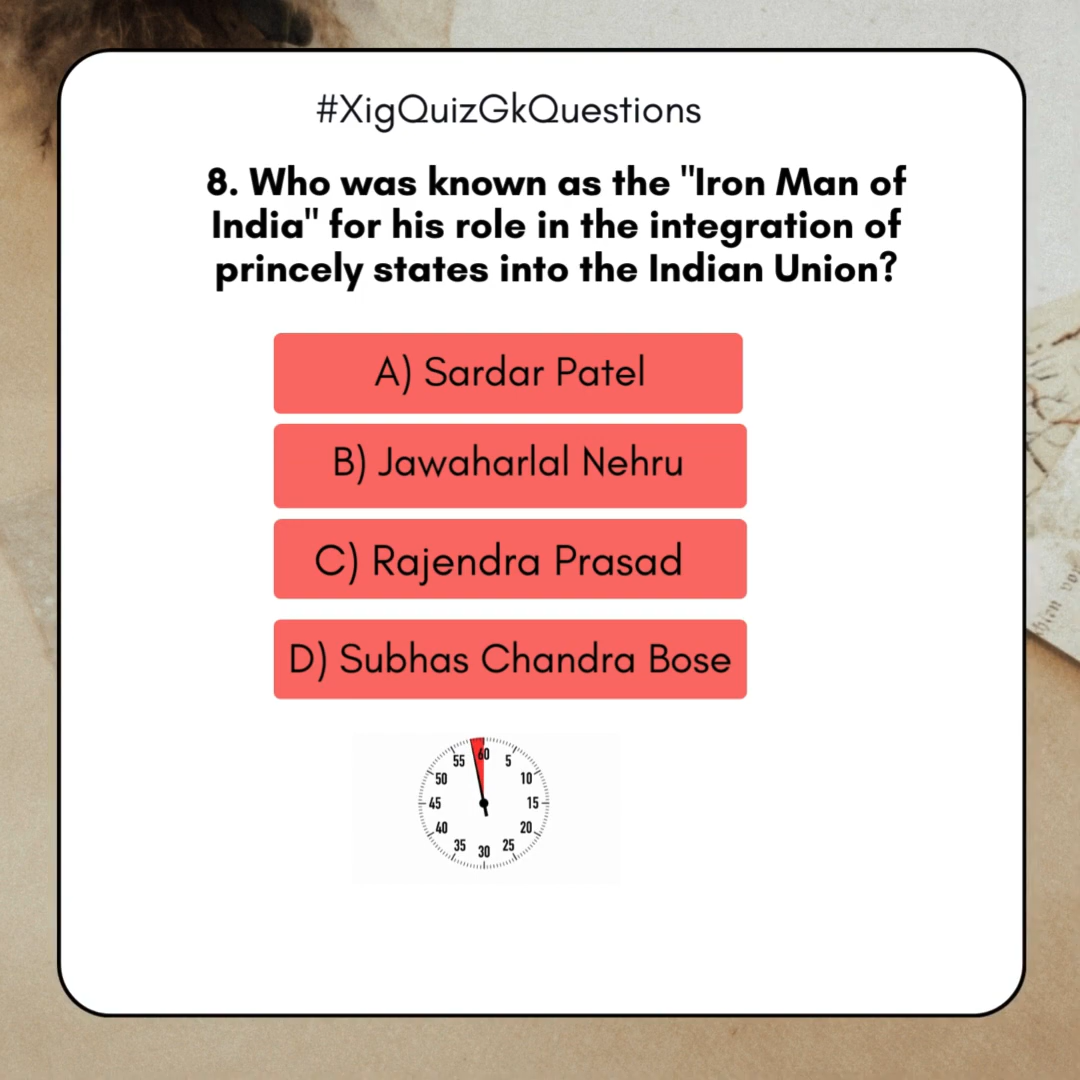 #XigQuizGkQuestions
8. Who was known as the "Iron Man of
India" for his role in the integration of
princely states into the Indian Union?
A) Sardar Patel
B) Jawaharlal Nehru
C) Rajendra Prasad
D) Subhas Chandra Bose
60
55
5
50
10
45
15
40
20
35
25
30